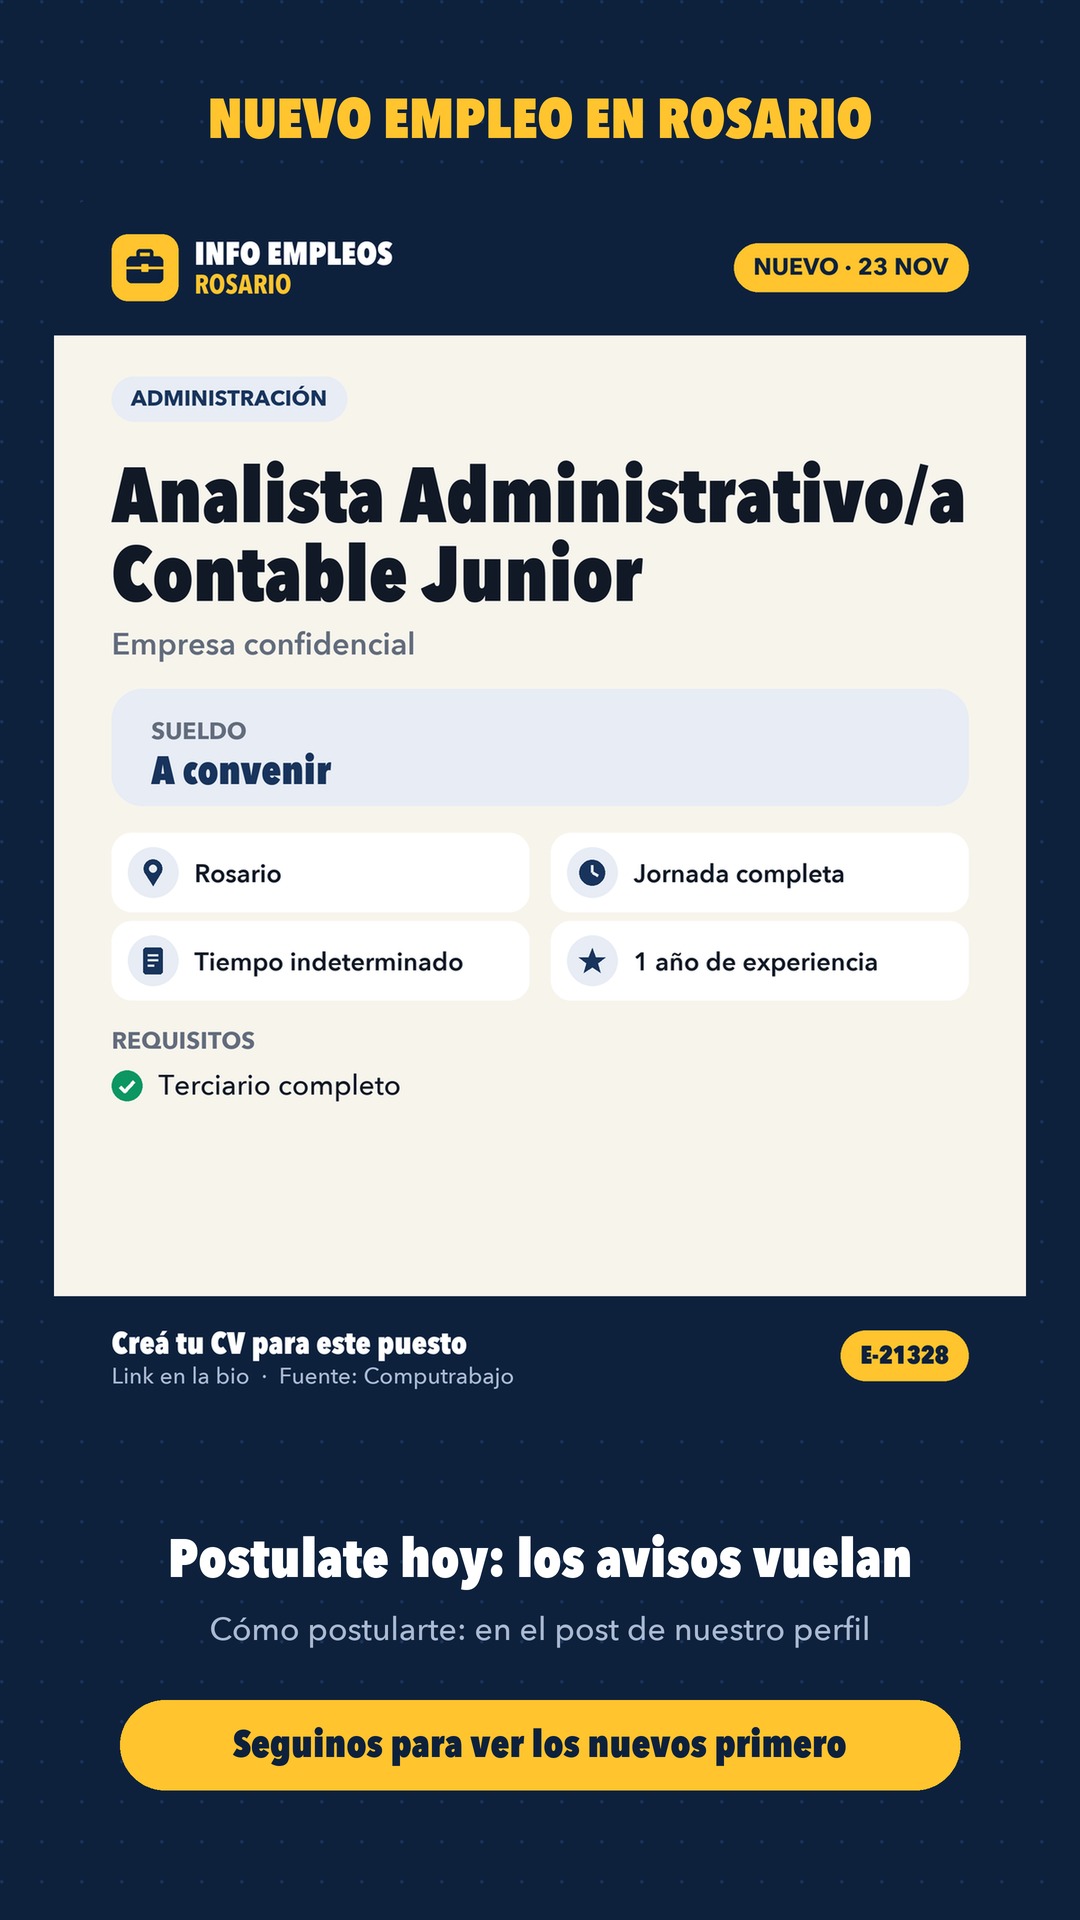 NUEVO EMPLEO EN ROSARIO
INFO EMPLEOS
ROSARIO
NUEVO · 23 NOV
ADMINISTRACIÓN
Analista Administrativo/a
Contable Junior
Empresa confidencial
SUELDO
A convenir
Rosario
Jornada completa
Tiempo indeterminado
1 año de experiencia
REQUISITOS
Terciario completo
Creá tu CV para este puesto
Link en la bio · Fuente: Computrabajo
E-21328
Postulate hoy: los avisos vuelan
Cómo postularte: en el post de nuestro perfil
Seguinos para ver los nuevos primero